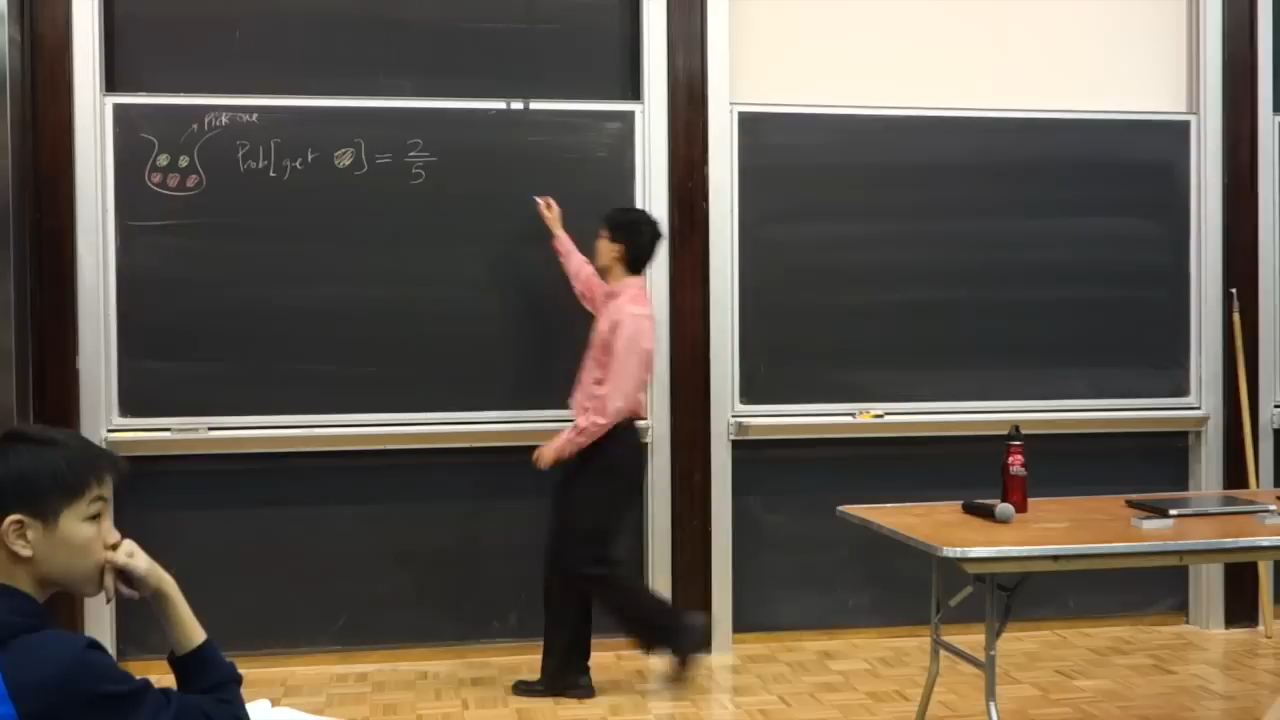 Pick one
Prob[get ] = 2/5